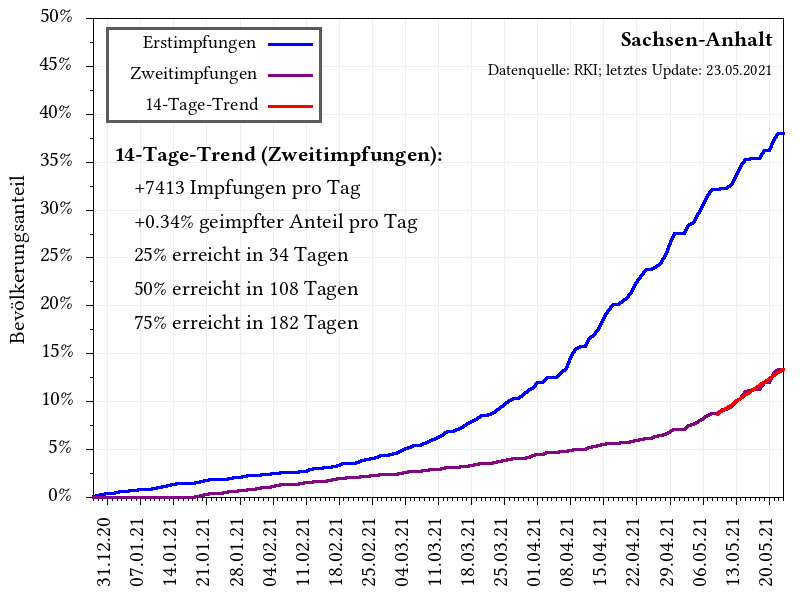 Sachsen-Anhalt
Datenquelle: RKI; letztes Update: 23.05.2021
Erstimpfungen
Zweitimpfungen
14-Tage-Trend
14-Tage-Trend (Zweitimpfungen):
+7413 Impfungen pro Tag
+0.34% geimpfter Anteil pro Tag
25% erreicht in 34 Tagen
50% erreicht in 108 Tagen
75% erreicht in 182 Tagen
Bevölkerungsanteil
50%
45%
40%
35%
30%
25%
20%
15%
10%
5%
0%
31.12.20
07.01.21
14.01.21
21.01.21
28.01.21
04.02.21
11.02.21
18.02.21
25.02.21
04.03.21
11.03.21
18.03.21
25.03.21
01.04.21
08.04.21
15.04.21
22.04.21
29.04.21
06.05.21
13.05.21
20.05.21